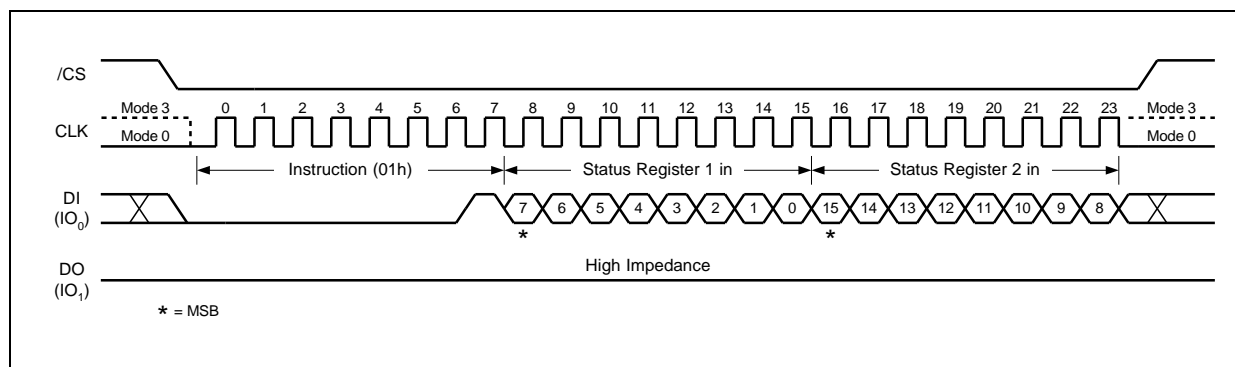 /CS
Mode 3 0 1 2 3 4 5 6 7 8 9 10 11 12 13 14 15 16 17 18 19 20 21 22 23 Mode 3
CLK Mode 0 Mode 0
Instruction (01h) Status Register 1 in Status Register 2 in
DI
(IO0) 7 6 5 4 3 2 1 0 15 14 13 12 11 10 9 8
* *
DO High Impedance
(IO1)
* = MSB